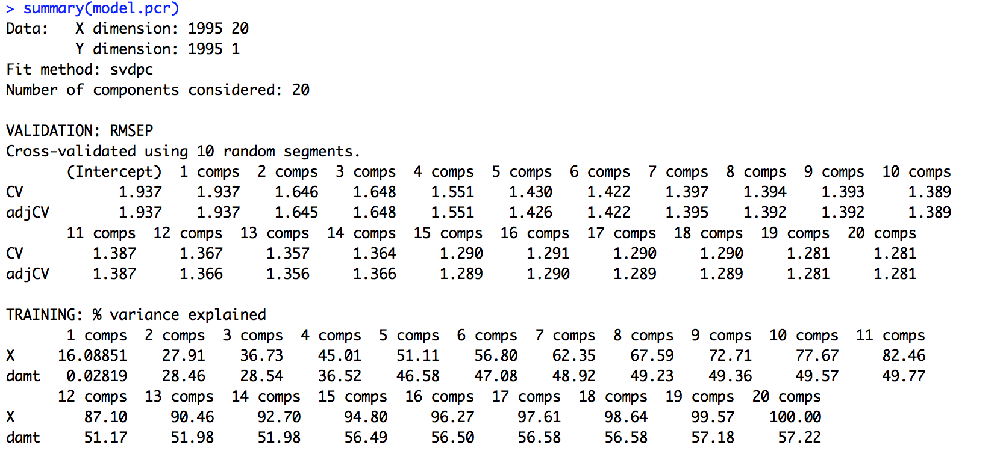 > summary(model.pcr)
Data:   X dimension: 1995 20
        Y dimension: 1995 1
Fit method: svdpc
Number of components considered: 20

VALIDATION: RMSEP
Cross-validated using 10 random segments.
       (Intercept)  1 comps  2 comps  3 comps  4 comps  5 comps  6 comps  7 comps  8 comps  9 comps  10 comps
CV           1.937    1.937    1.646    1.648    1.551    1.430    1.422    1.397    1.394    1.393     1.389
adjCV        1.937    1.937    1.645    1.648    1.551    1.426    1.422    1.395    1.392    1.392     1.389
       11 comps  12 comps  13 comps  14 comps  15 comps  16 comps  17 comps  18 comps  19 comps  20 comps
CV        1.387     1.367     1.357     1.364     1.290     1.291     1.290     1.290     1.281     1.281
adjCV     1.387     1.366     1.356     1.366     1.289     1.290     1.289     1.289     1.281     1.281

TRAINING: % variance explained
       1 comps  2 comps  3 comps  4 comps  5 comps  6 comps  7 comps  8 comps  9 comps  10 comps  11 comps
X     16.08851    27.91    36.73    45.01    51.11    56.80    62.35    67.59    72.71     77.67     82.46
damt   0.02819    28.46    28.54    36.52    46.58    47.08    48.92    49.23    49.36     49.57     49.77
      12 comps  13 comps  14 comps  15 comps  16 comps  17 comps  18 comps  19 comps  20 comps
X        87.10     90.46     92.70     94.80     96.27     97.61     98.64     99.57    100.00
damt     51.17     51.98     51.98     56.49     56.50     56.58     56.58     57.18     57.22